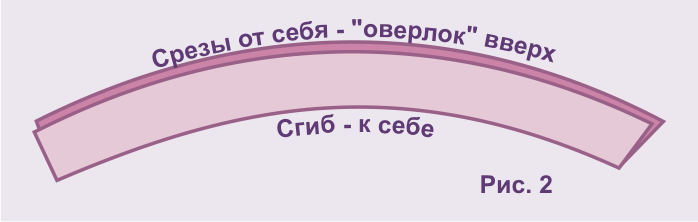 Срезы от себя - "оверлок" вверх
Сгиб - к себе
Рис. 2